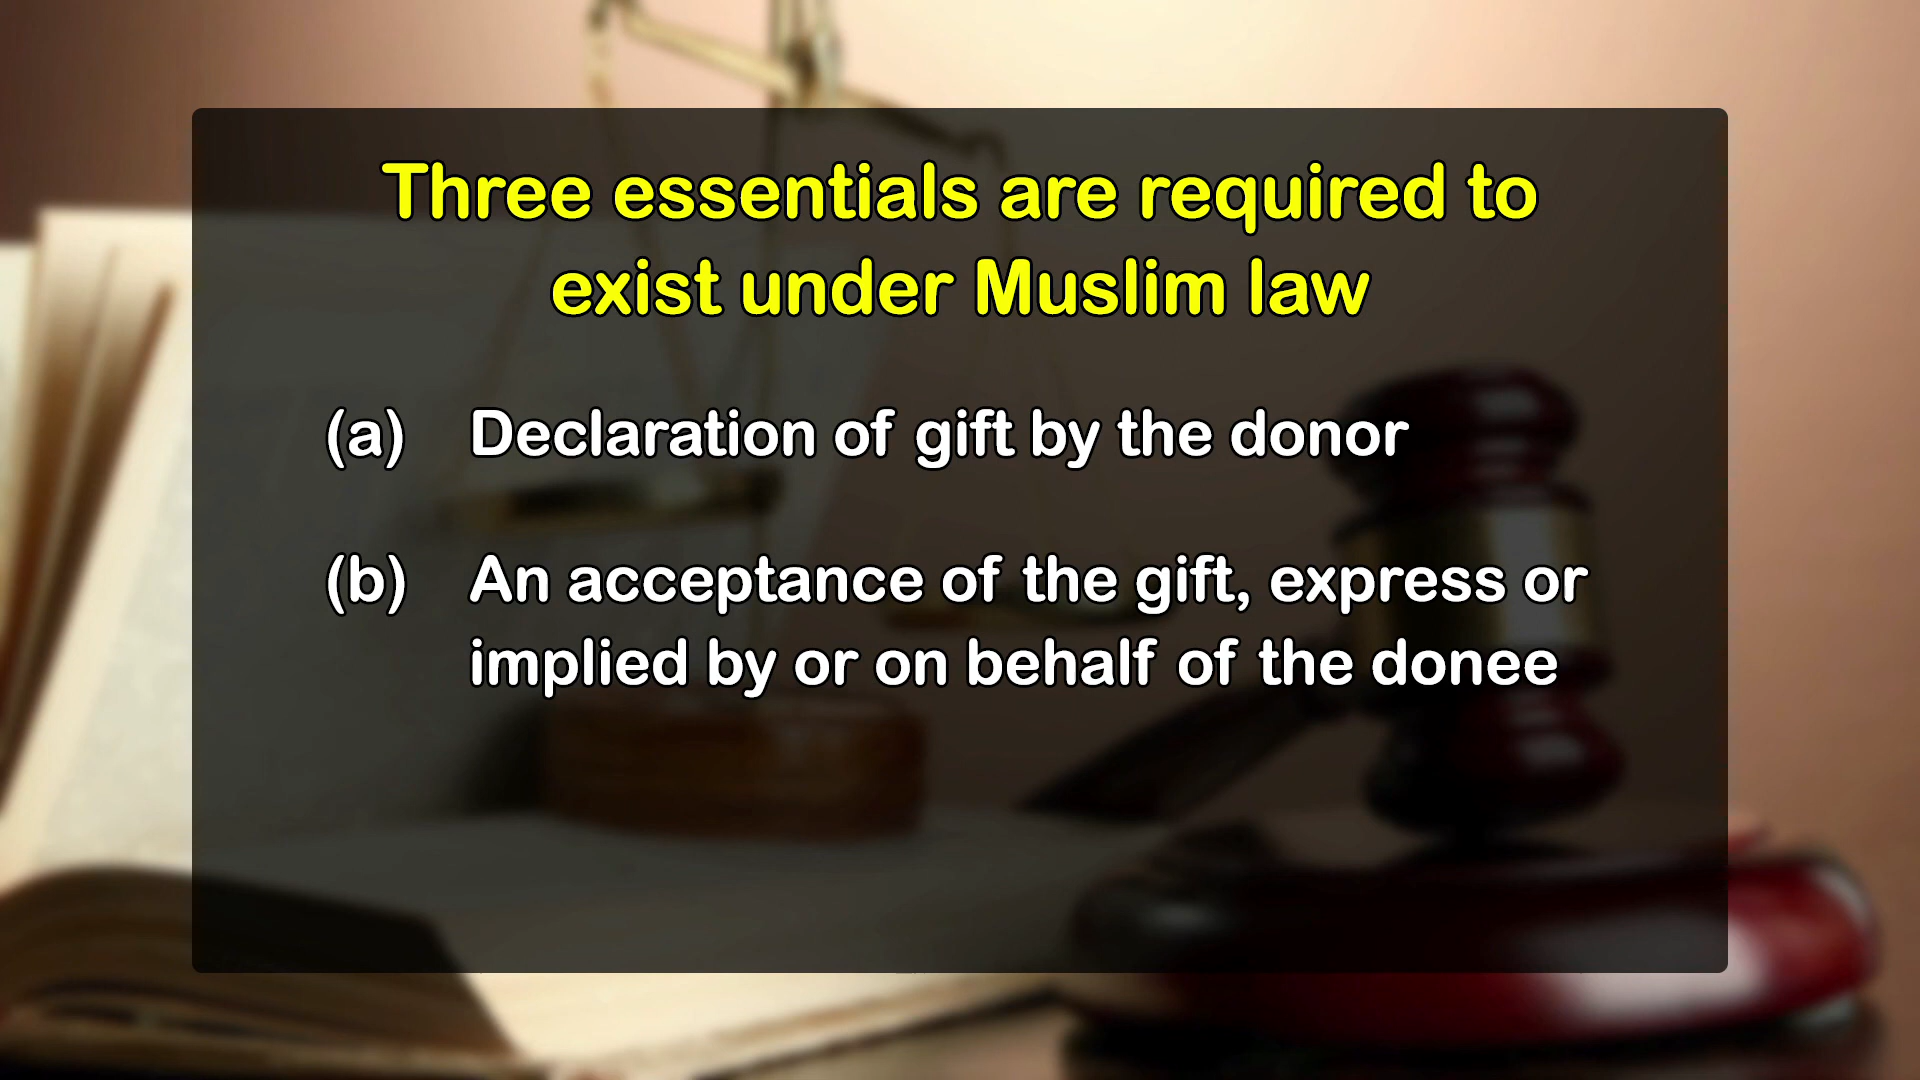 Three essentials are required to
exist under Muslim law
(a) Declaration of gift by the donor
(b) An acceptance of the gift, express or
implied by or on behalf of the donee